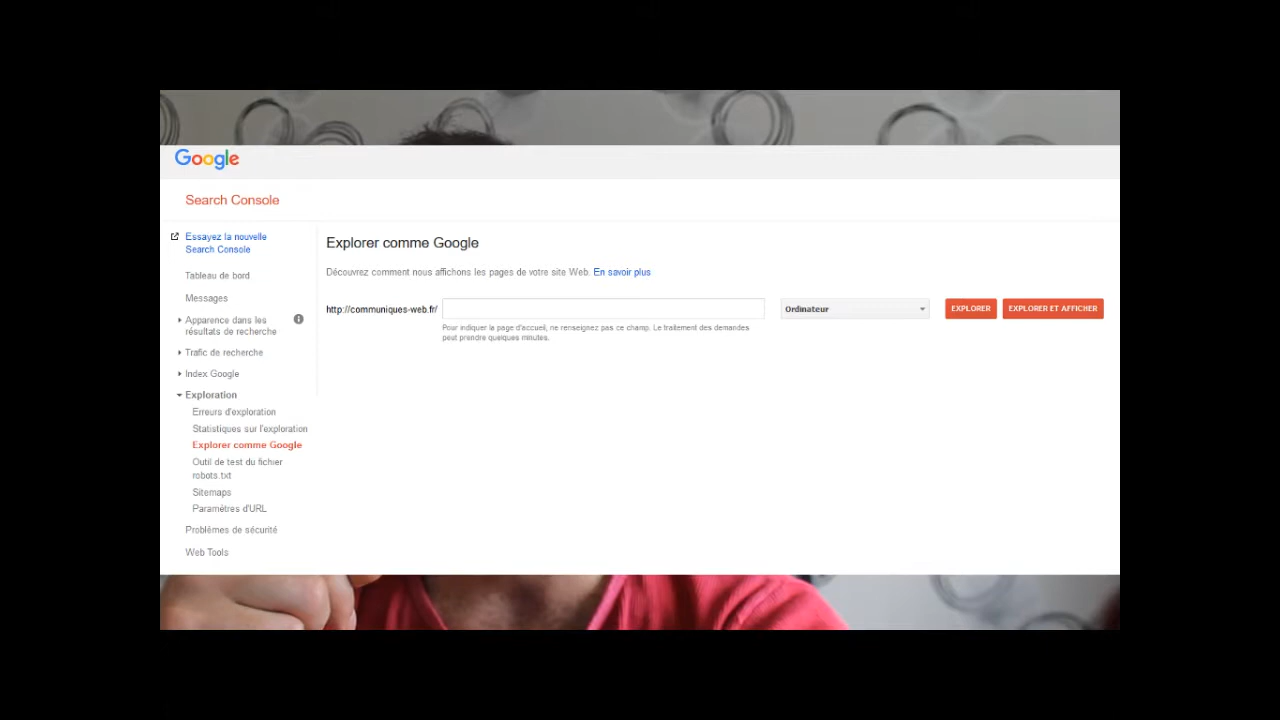 Google
Search Console
Essayez la nouvelle
Search Console
Tableau de bord
Messages
Apparence dans les
résultats de recherche
Trafic de recherche
Index Google
Exploration
Erreurs d'exploration
Statistiques sur l'exploration
Explorer comme Google
Outil de test du fichier
robots.txt
Sitemaps
Paramètres d'URL
Problèmes de sécurité
Web Tools
Explorer comme Google
Découvrez comment nous affichons les pages de votre site Web. En savoir plus
http://communiques-web.fr/ Ordinateur EXPLORER EXPLORER ET AFFICHER
Pour indiquer la page d'accueil, ne renseignez pas ce champ. Le traitement des demandes
peut prendre quelques minutes.